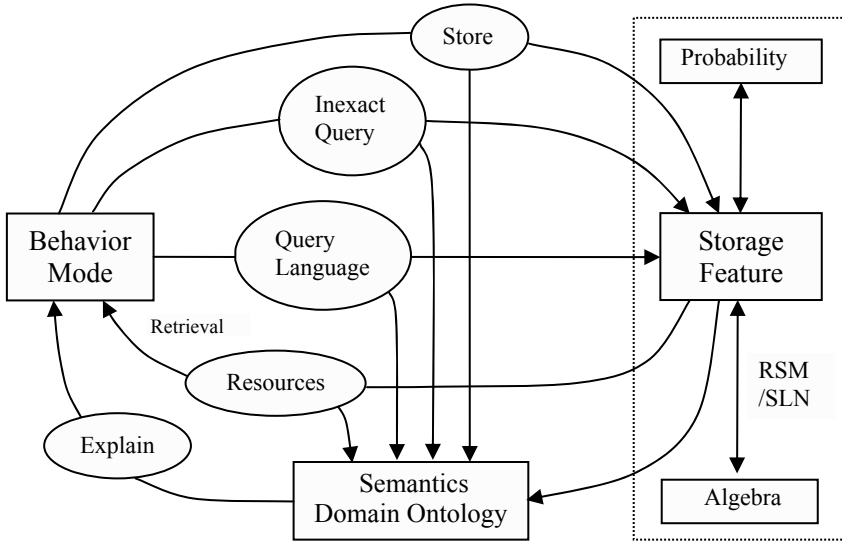 Store
Probability
Inexact
Query
Behavior
Mode
Query
Language
Storage
Feature
Retrieval
Resources
RSM
/SLN
Explain
Semantics
Domain Ontology
Algebra